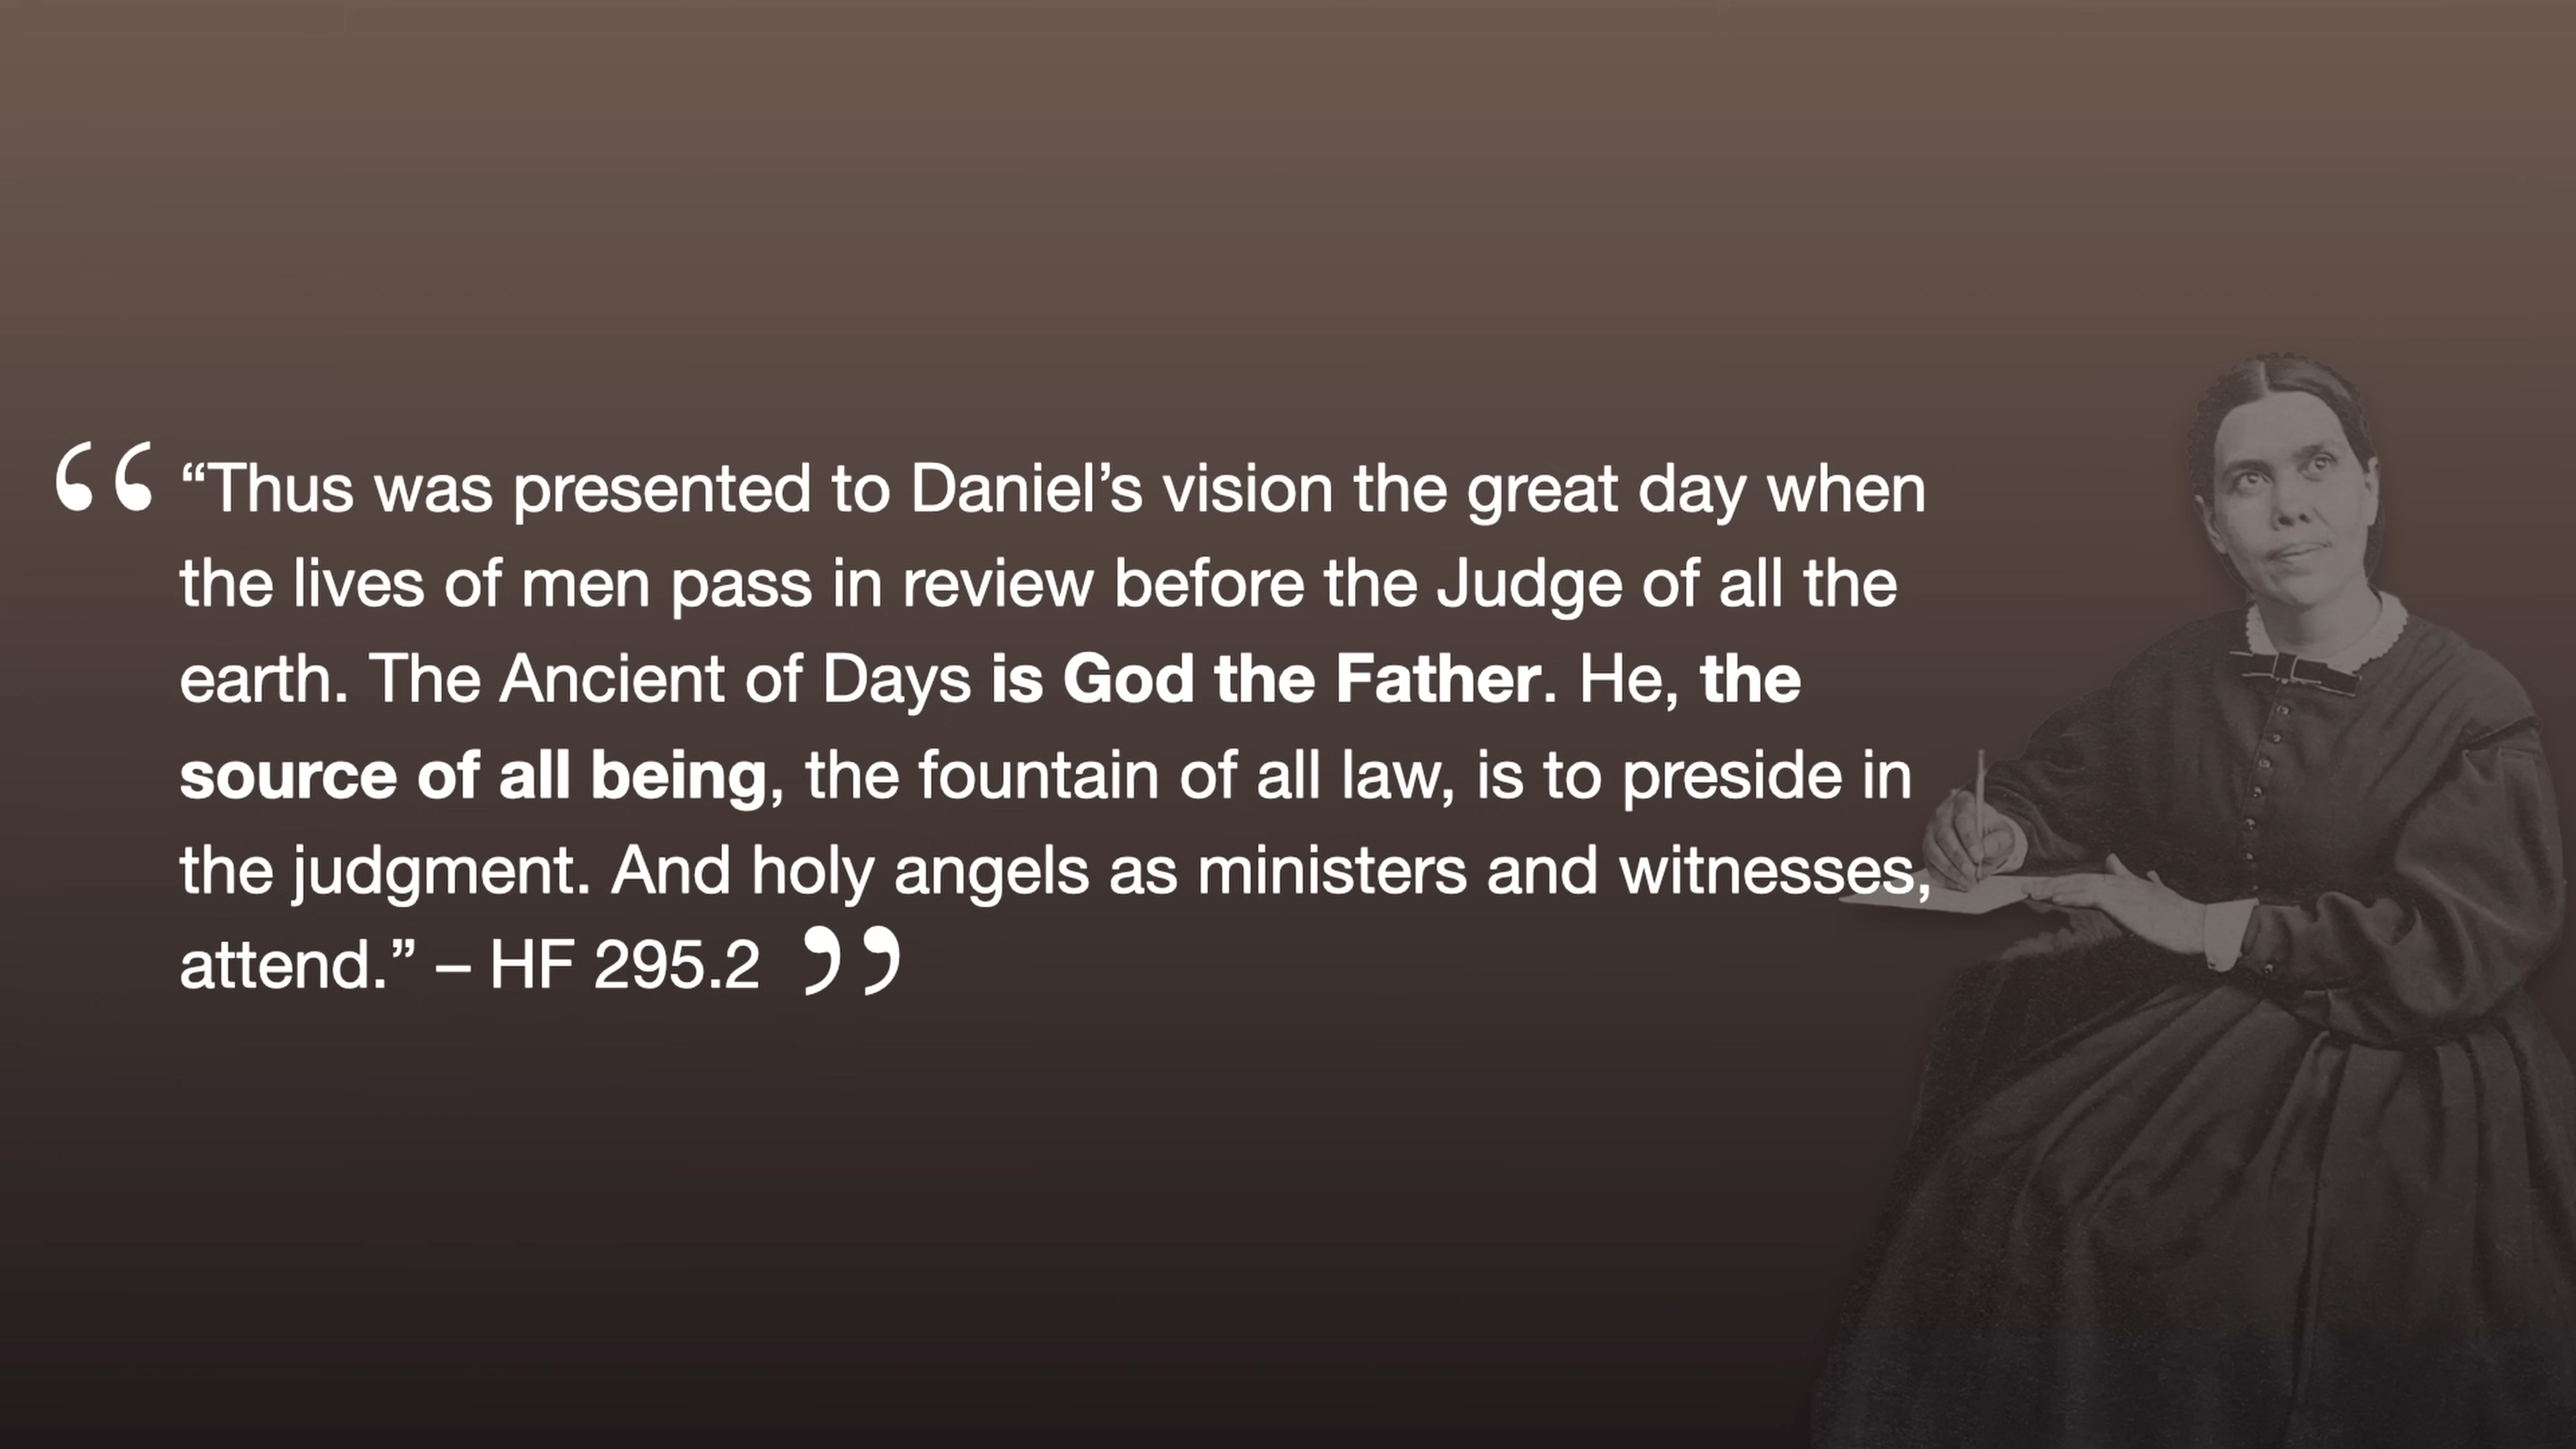 “ “Thus was presented to Daniel’s vision the great day when
the lives of men pass in review before the Judge of all the
earth. The Ancient of Days is God the Father. He, the
source of all being, the fountain of all law, is to preside in
the judgment. And holy angels as ministers and witnesses,
attend.” – HF 295.2 ”